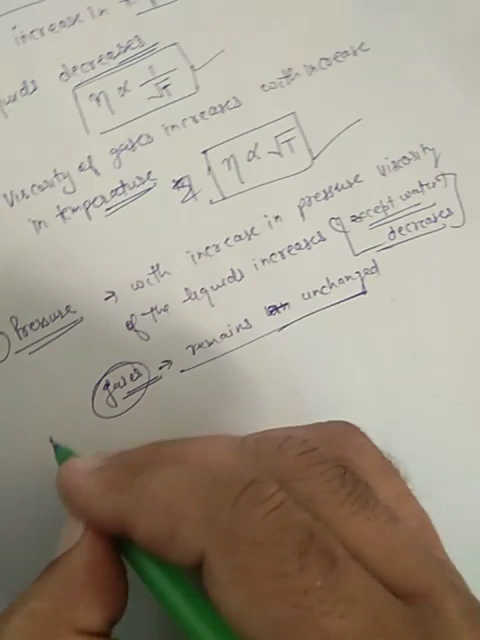 increase in
decreases
η ∝ 1/√T
Viscosity of gases increases with increase
in temperature η ∝ √T
Pressure → with increase in pressure viscosity
of the liquids increases (except water
decreases)
gases → remains unchanged